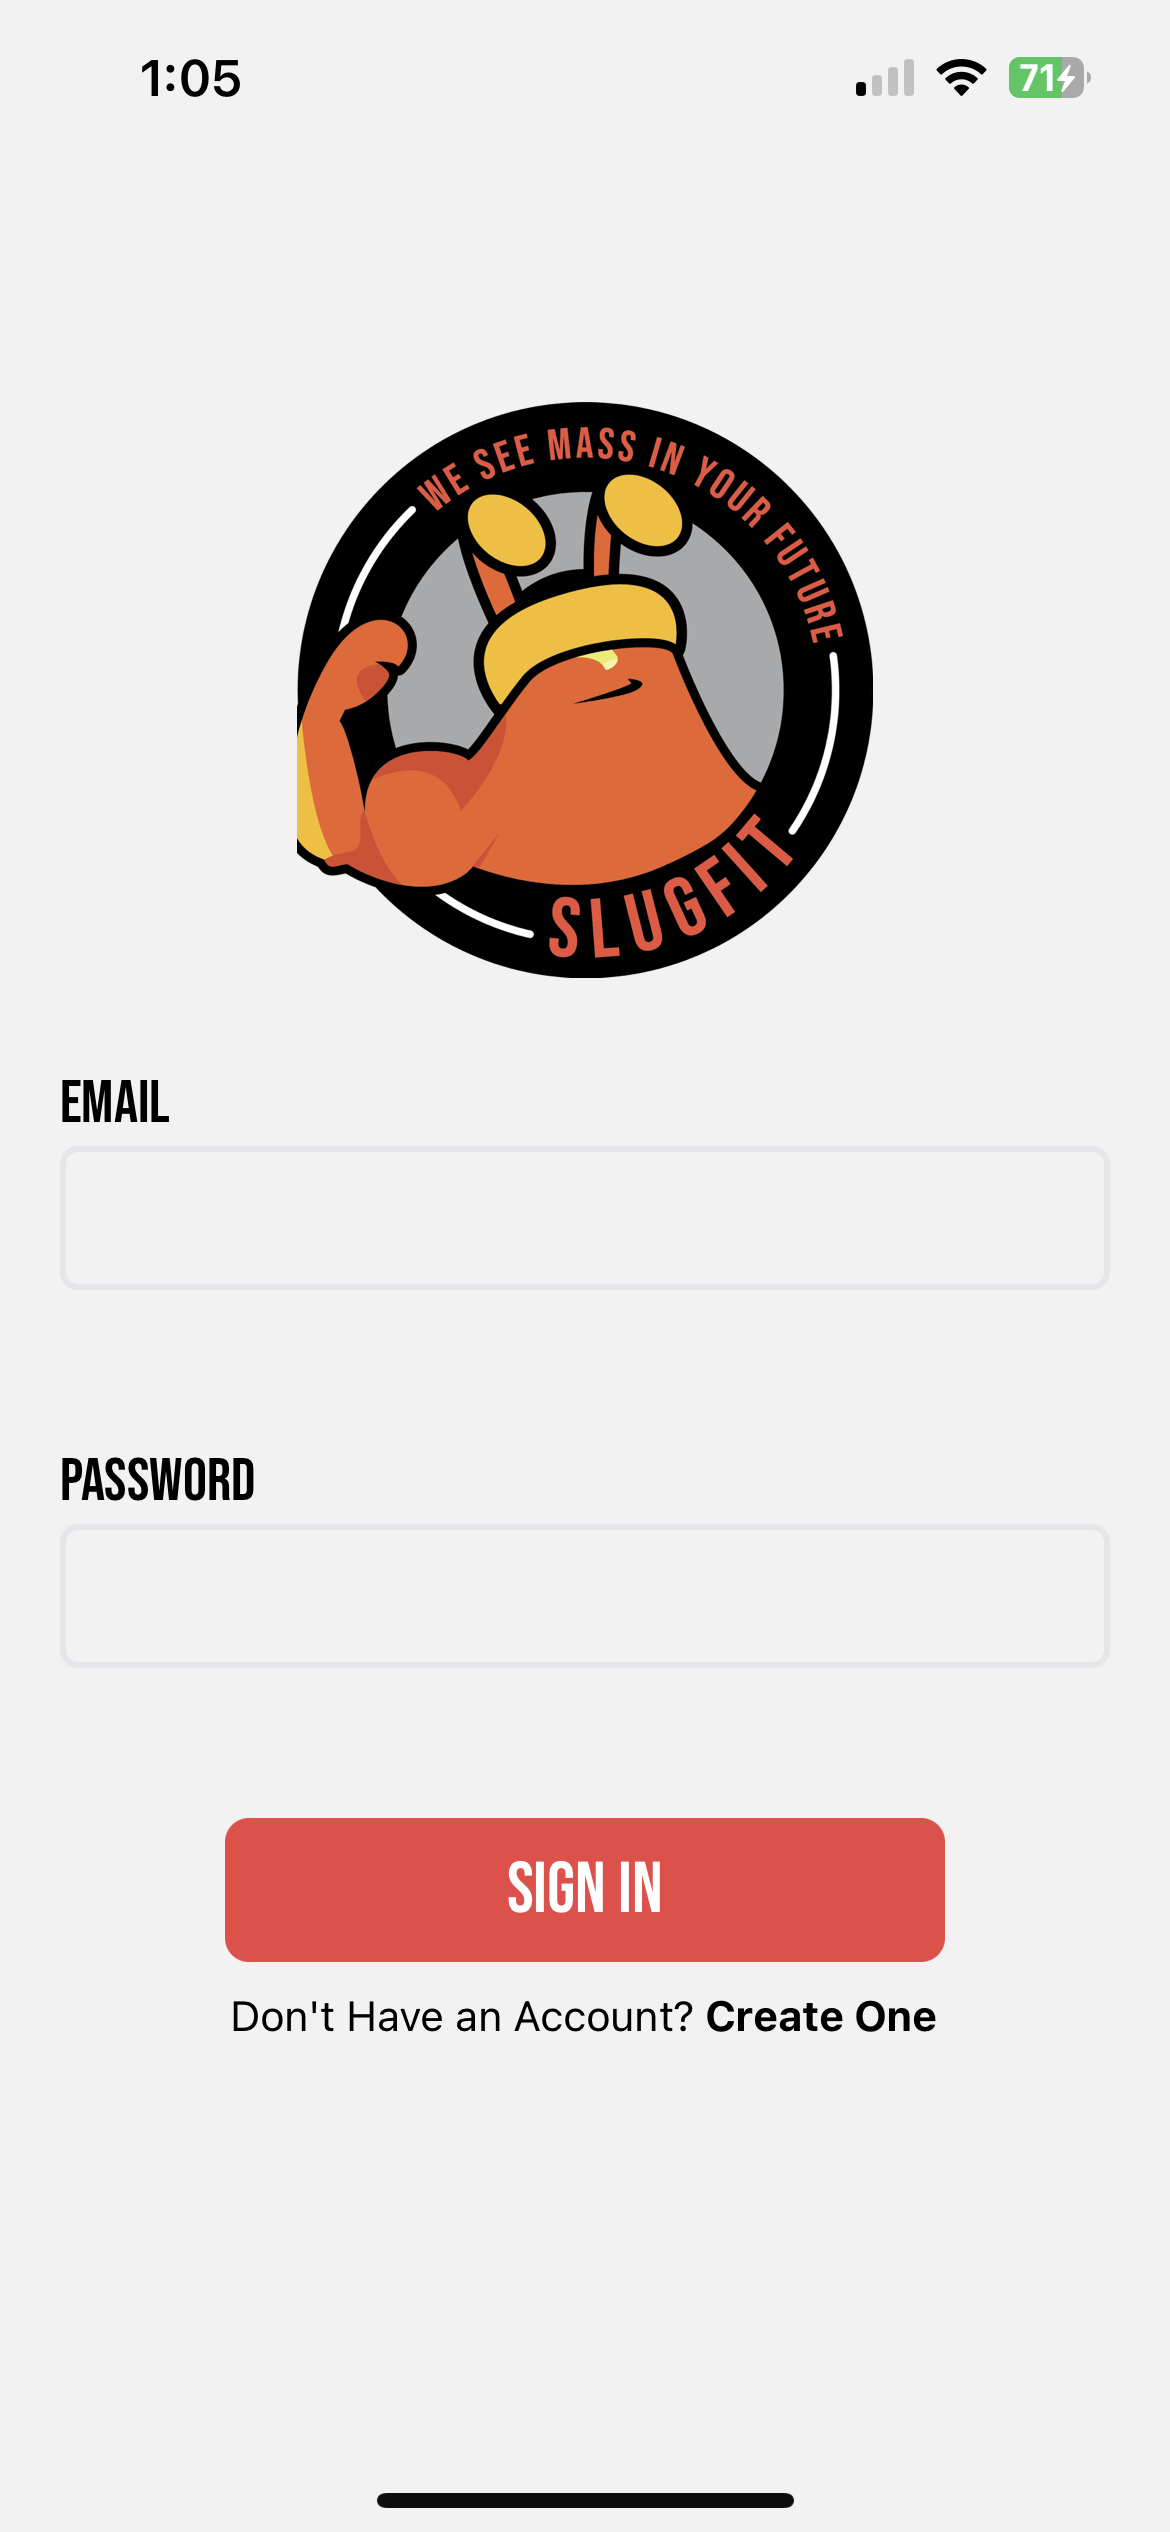 1:05
71
WE SEE MASS IN YOUR FUTURE
SLUGFIT
EMAIL
PASSWORD
SIGN IN
Don't Have an Account? Create One